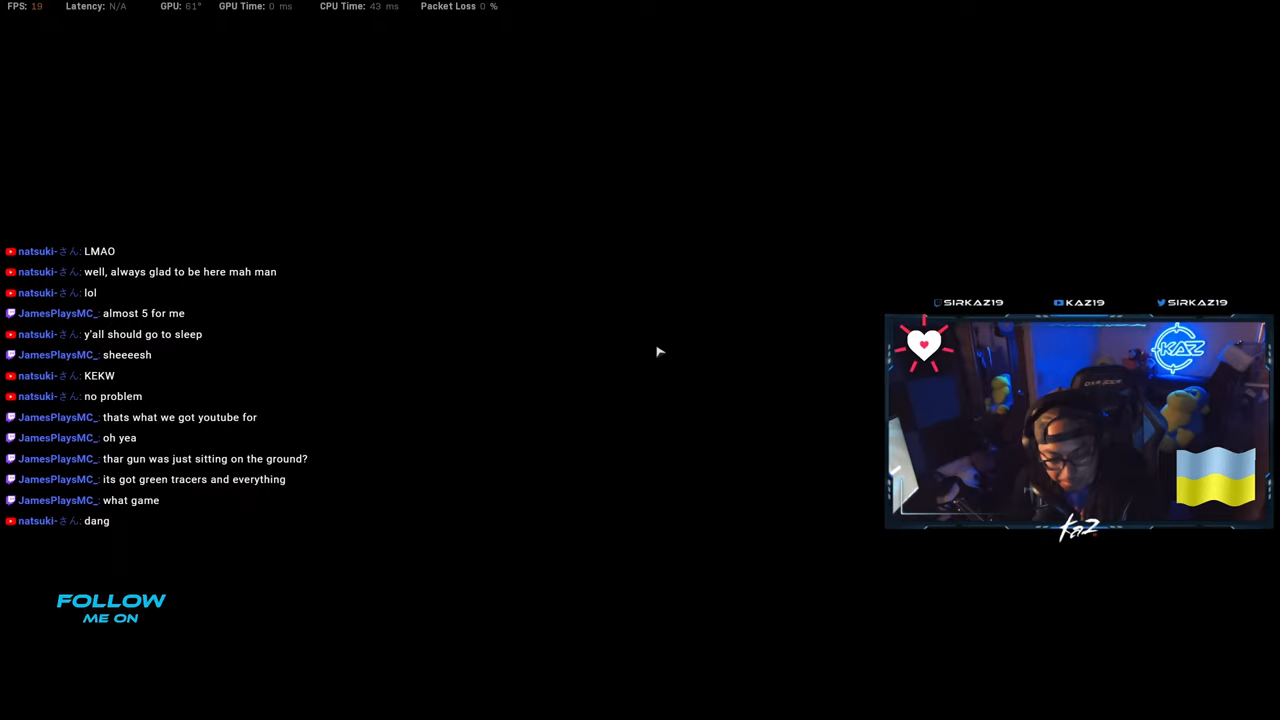 FPS: 19 Latency: N/A GPU: 61° GPU Time: 0 ms CPU Time: 43 ms Packet Loss 0 %
natsuki-さん: LMAO
natsuki-さん: well, always glad to be here mah man
natsuki-さん: lol
JamesPlaysMC_: almost 5 for me
natsuki-さん: y'all should go to sleep
JamesPlaysMC_: sheeeesh
natsuki-さん: KEKW
natsuki-さん: no problem
JamesPlaysMC_: thats what we got youtube for
JamesPlaysMC_: oh yea
JamesPlaysMC_: thar gun was just sitting on the ground?
JamesPlaysMC_: its got green tracers and everything
JamesPlaysMC_: what game
natsuki-さん: dang
SIRKAZ19 KAZ19 SIRKAZ19
KAZ
KAZ
FOLLOW
ME ON